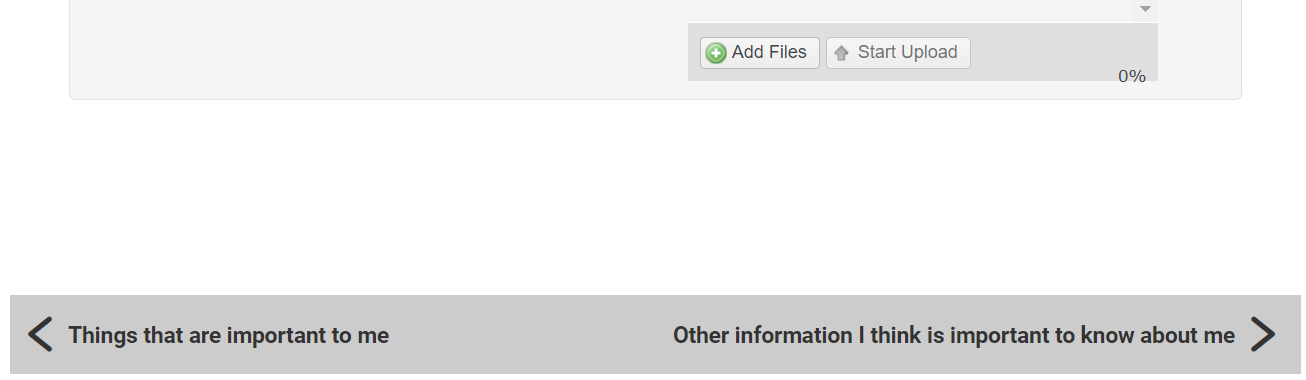 Add Files Start Upload
0%
Things that are important to me Other information I think is important to know about me